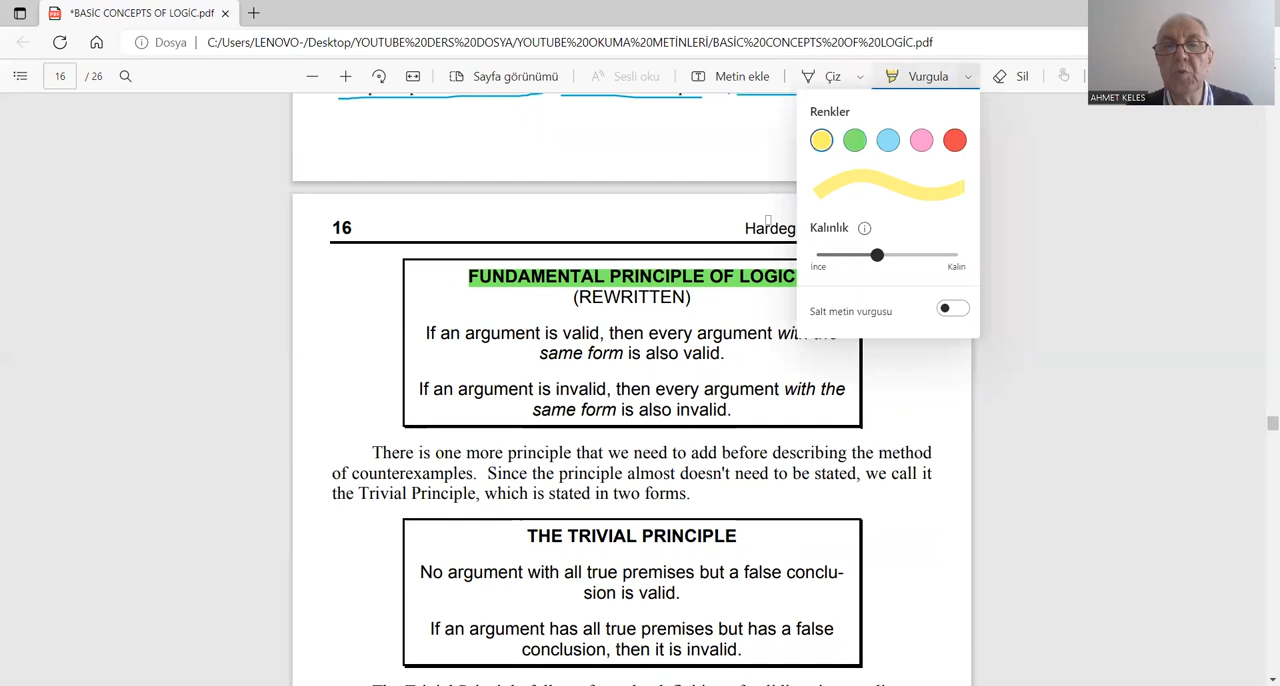 *BASİC CONCEPTS OF LOGİC.pdf
Dosya C:/Users/LENOVO-/Desktop/YOUTUBE%20DERS%20DOSYA/YOUTUBE%20OKUMA%20METİNLERİ/BASİC%20CONCEPTS%20OF%20LOGİC.pdf
16 / 26 Sayfa görünümü Sesli oku Metin ekle Çiz Vurgula Sil
AHMET KELES
Renkler
Kalınlık
İnce Kalın
Salt metin vurgusu
16 Hardeg
FUNDAMENTAL PRINCIPLE OF LOGIC
(REWRITTEN)
If an argument is valid, then every argument with the
same form is also valid.
If an argument is invalid, then every argument with the
same form is also invalid.
There is one more principle that we need to add before describing the method
of counterexamples. Since the principle almost doesn't need to be stated, we call it
the Trivial Principle, which is stated in two forms.
THE TRIVIAL PRINCIPLE
No argument with all true premises but a false conclu-
sion is valid.
If an argument has all true premises but has a false
conclusion, then it is invalid.